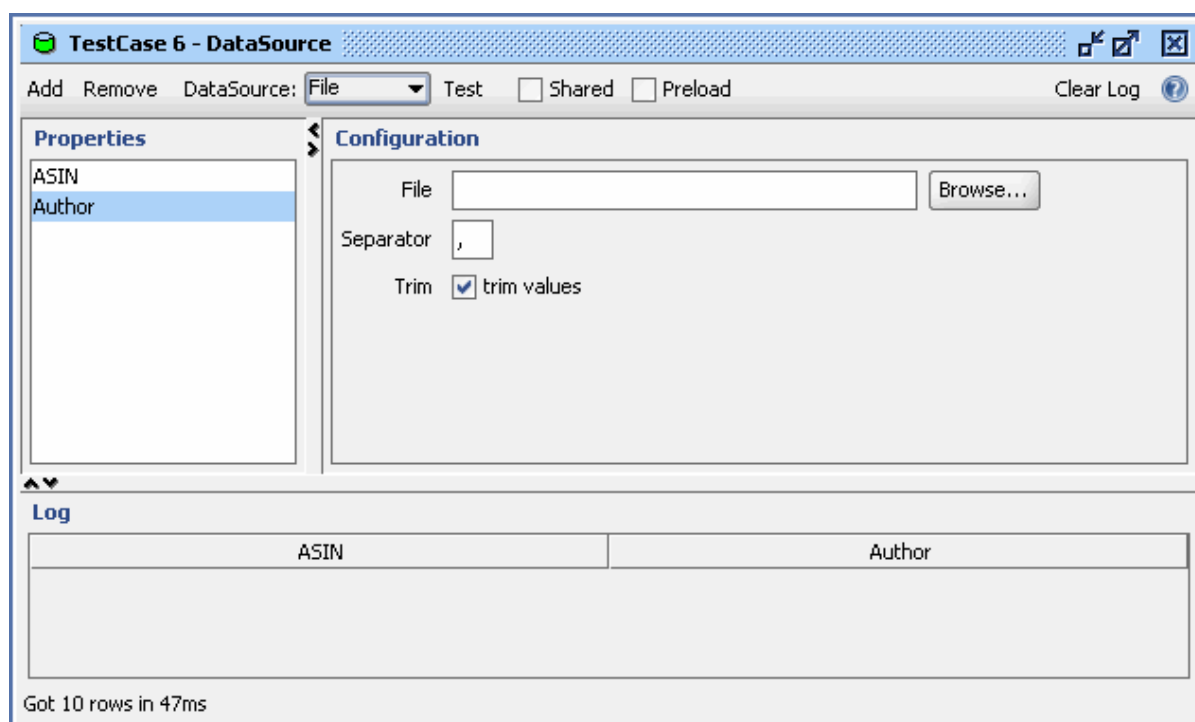 TestCase 6 - DataSource
Add Remove DataSource: File Test Shared Preload Clear Log
Properties
ASIN
Author
Configuration
File Browse...
Separator ,
Trim trim values
Log
ASIN Author
Got 10 rows in 47ms